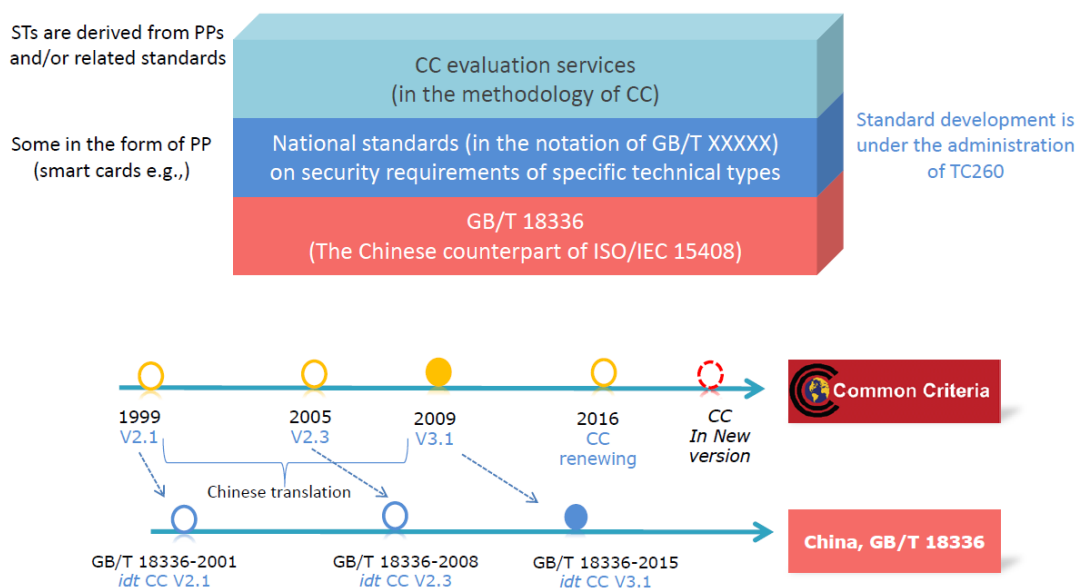 STs are derived from PPs
and/or related standards
CC evaluation services
(in the methodology of CC)
Some in the form of PP
(smart cards e.g.,)
National standards (in the notation of GB/T XXXXX)
on security requirements of specific technical types
Standard development is
under the administration
of TC260
GB/T 18336
(The Chinese counterpart of ISO/IEC 15408)
Common Criteria
1999
V2.1
2005
V2.3
2009
V3.1
2016
CC
renewing
CC
In New
version
Chinese translation
China, GB/T 18336
GB/T 18336-2001
idt CC V2.1
GB/T 18336-2008
idt CC V2.3
GB/T 18336-2015
idt CC V3.1